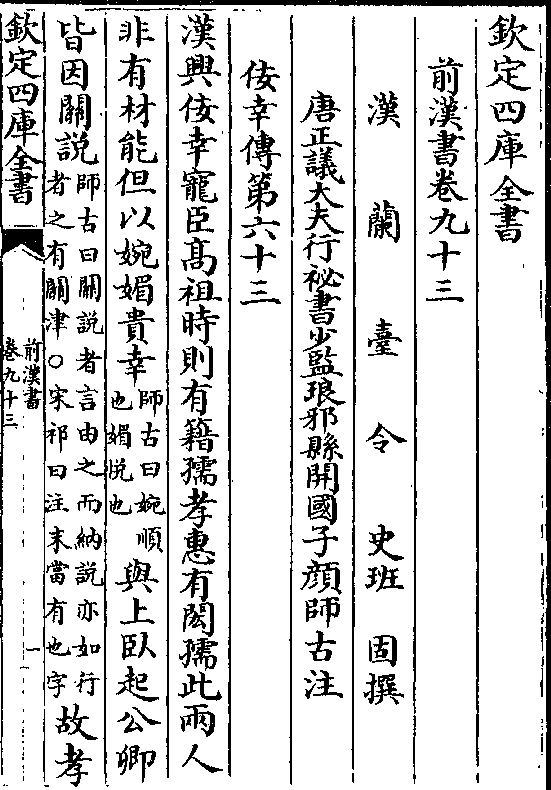 欽定四庫全書
前漢書卷九十三
漢蘭臺令史班固撰
唐正議大夫行祕書少監琅邪縣開國子顔師古注
佞幸傳第六十三
漢興佞幸寵臣髙祖時則有籍孺孝惠有閎孺此兩人
非有材能但以婉媚貴幸師古曰婉順也媚悅也與上臥起公卿
皆因關說師古曰關說者言由之而納說亦如行者之有關津○宋祁曰注末當有也字故孝
欽定四庫全書
前漢書
卷九十三
一